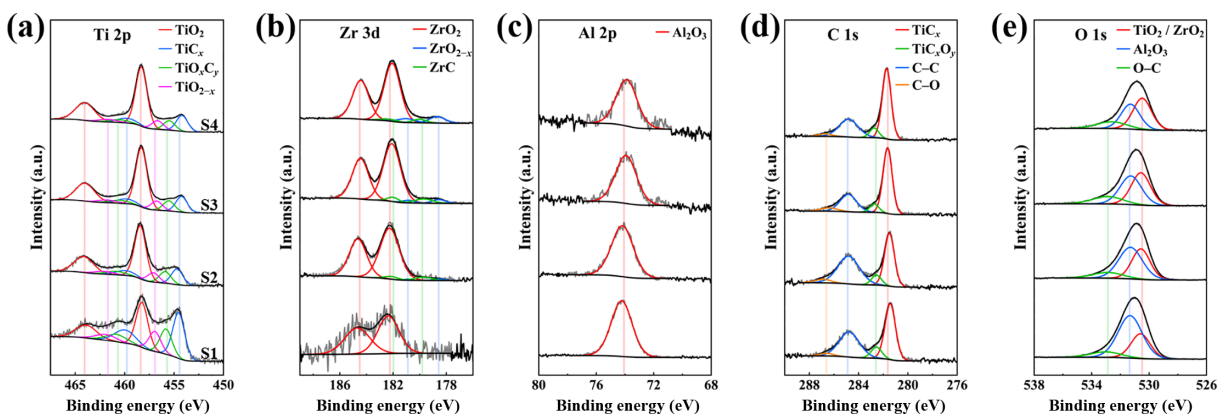 (a)
Ti 2p
TiO₂
TiCₓ
TiOₓCᵧ
TiO₂₋ₓ
S4
S3
S2
S1
Intensity (a.u.)
465 460 455 450
Binding energy (eV)
(b)
Zr 3d
ZrO₂
ZrO₂₋ₓ
ZrC
Intensity (a.u.)
186 182 178
Binding energy (eV)
(c)
Al 2p
Al₂O₃
Intensity (a.u.)
80 76 72 68
Binding energy (eV)
(d)
C 1s
TiCₓ
TiCₓOᵧ
C–C
C–O
Intensity (a.u.)
288 284 280 276
Binding energy (eV)
(e)
O 1s
TiO₂ / ZrO₂
Al₂O₃
O–C
Intensity (a.u.)
538 534 530 526
Binding energy (eV)